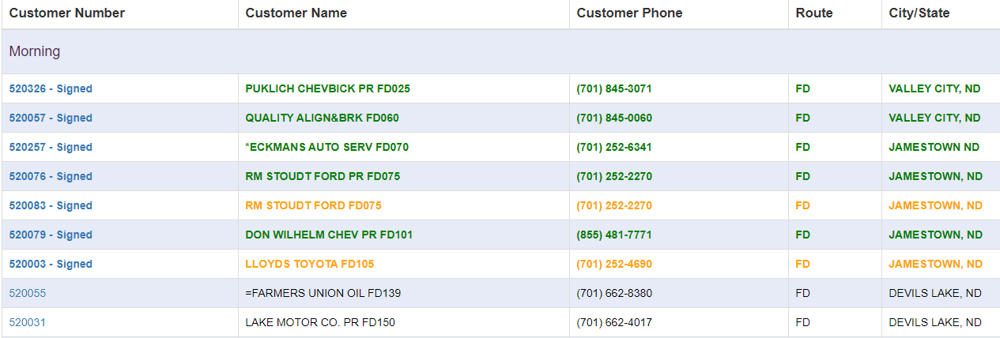 Customer Number Customer Name Customer Phone Route City/State
Morning
520326 - Signed PUKLICH CHEVBICK PR FD025 (701) 845-3071 FD VALLEY CITY, ND
520057 - Signed QUALITY ALIGN&BRK FD060 (701) 845-0060 FD VALLEY CITY, ND
520257 - Signed *ECKMANS AUTO SERV FD070 (701) 252-6341 FD JAMESTOWN ND
520076 - Signed RM STOUDT FORD PR FD075 (701) 252-2270 FD JAMESTOWN, ND
520083 - Signed RM STOUDT FORD FD075 (701) 252-2270 FD JAMESTOWN, ND
520079 - Signed DON WILHELM CHEV PR FD101 (855) 481-7771 FD JAMESTOWN, ND
520003 - Signed LLOYDS TOYOTA FD105 (701) 252-4690 FD JAMESTOWN, ND
520055 =FARMERS UNION OIL FD139 (701) 662-8380 FD DEVILS LAKE, ND
520031 LAKE MOTOR CO. PR FD150 (701) 662-4017 FD DEVILS LAKE, ND